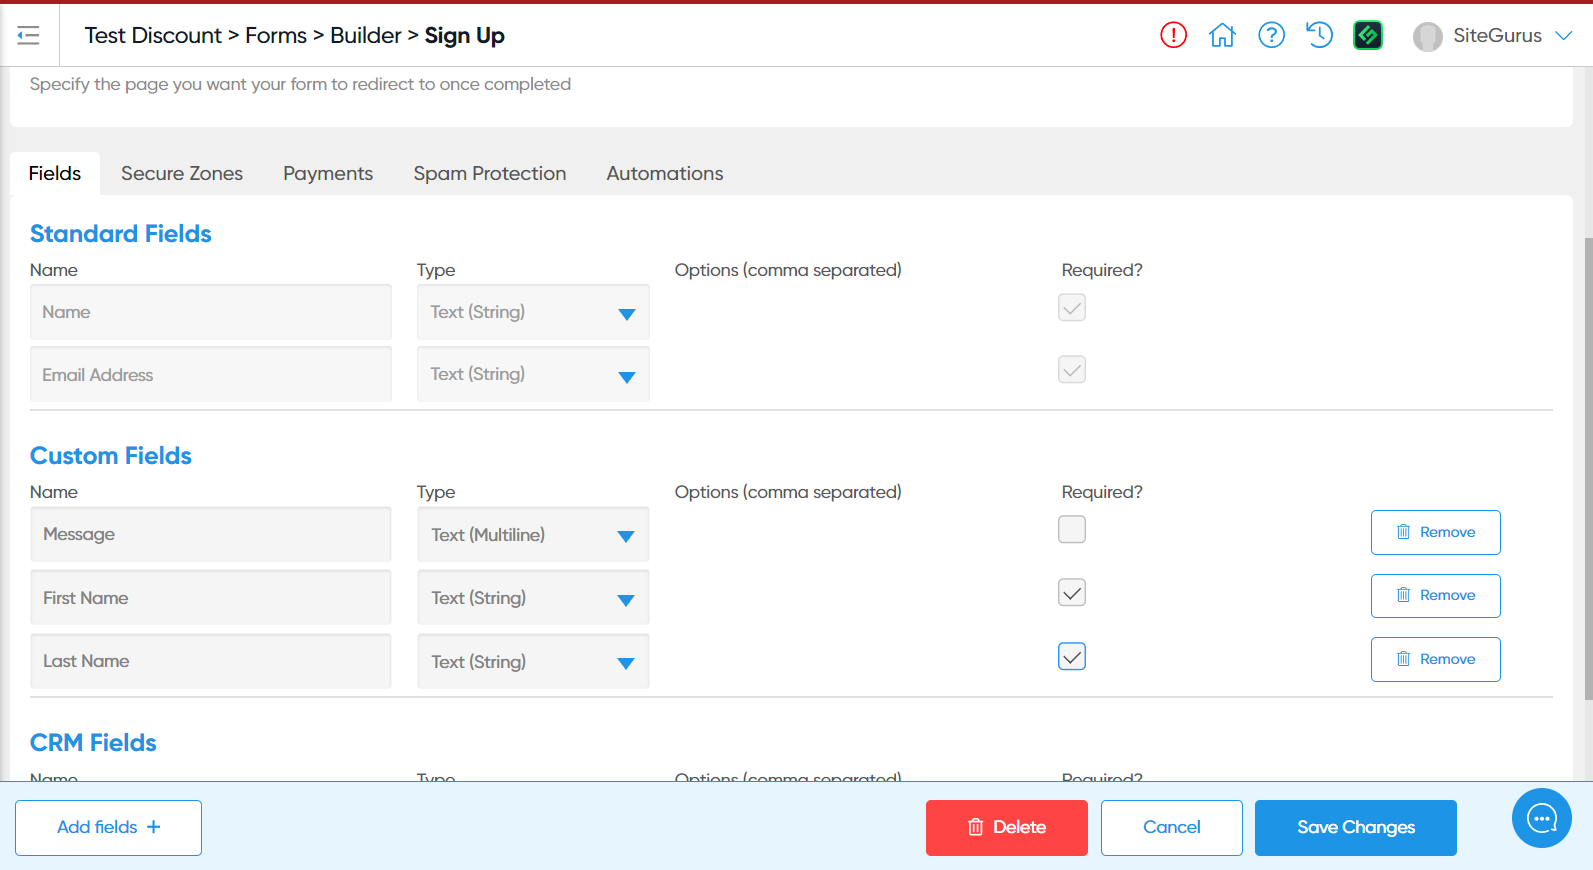 Test Discount > Forms > Builder > Sign Up
SiteGurus
Specify the page you want your form to redirect to once completed
Fields Secure Zones Payments Spam Protection Automations
Standard Fields
Name Type Options (comma separated) Required?
Name Text (String)
Email Address Text (String)
Custom Fields
Name Type Options (comma separated) Required?
Message Text (Multiline) Remove
First Name Text (String) Remove
Last Name Text (String) Remove
CRM Fields
Name Type Options (comma separated) Required?
Add fields + Delete Cancel Save Changes